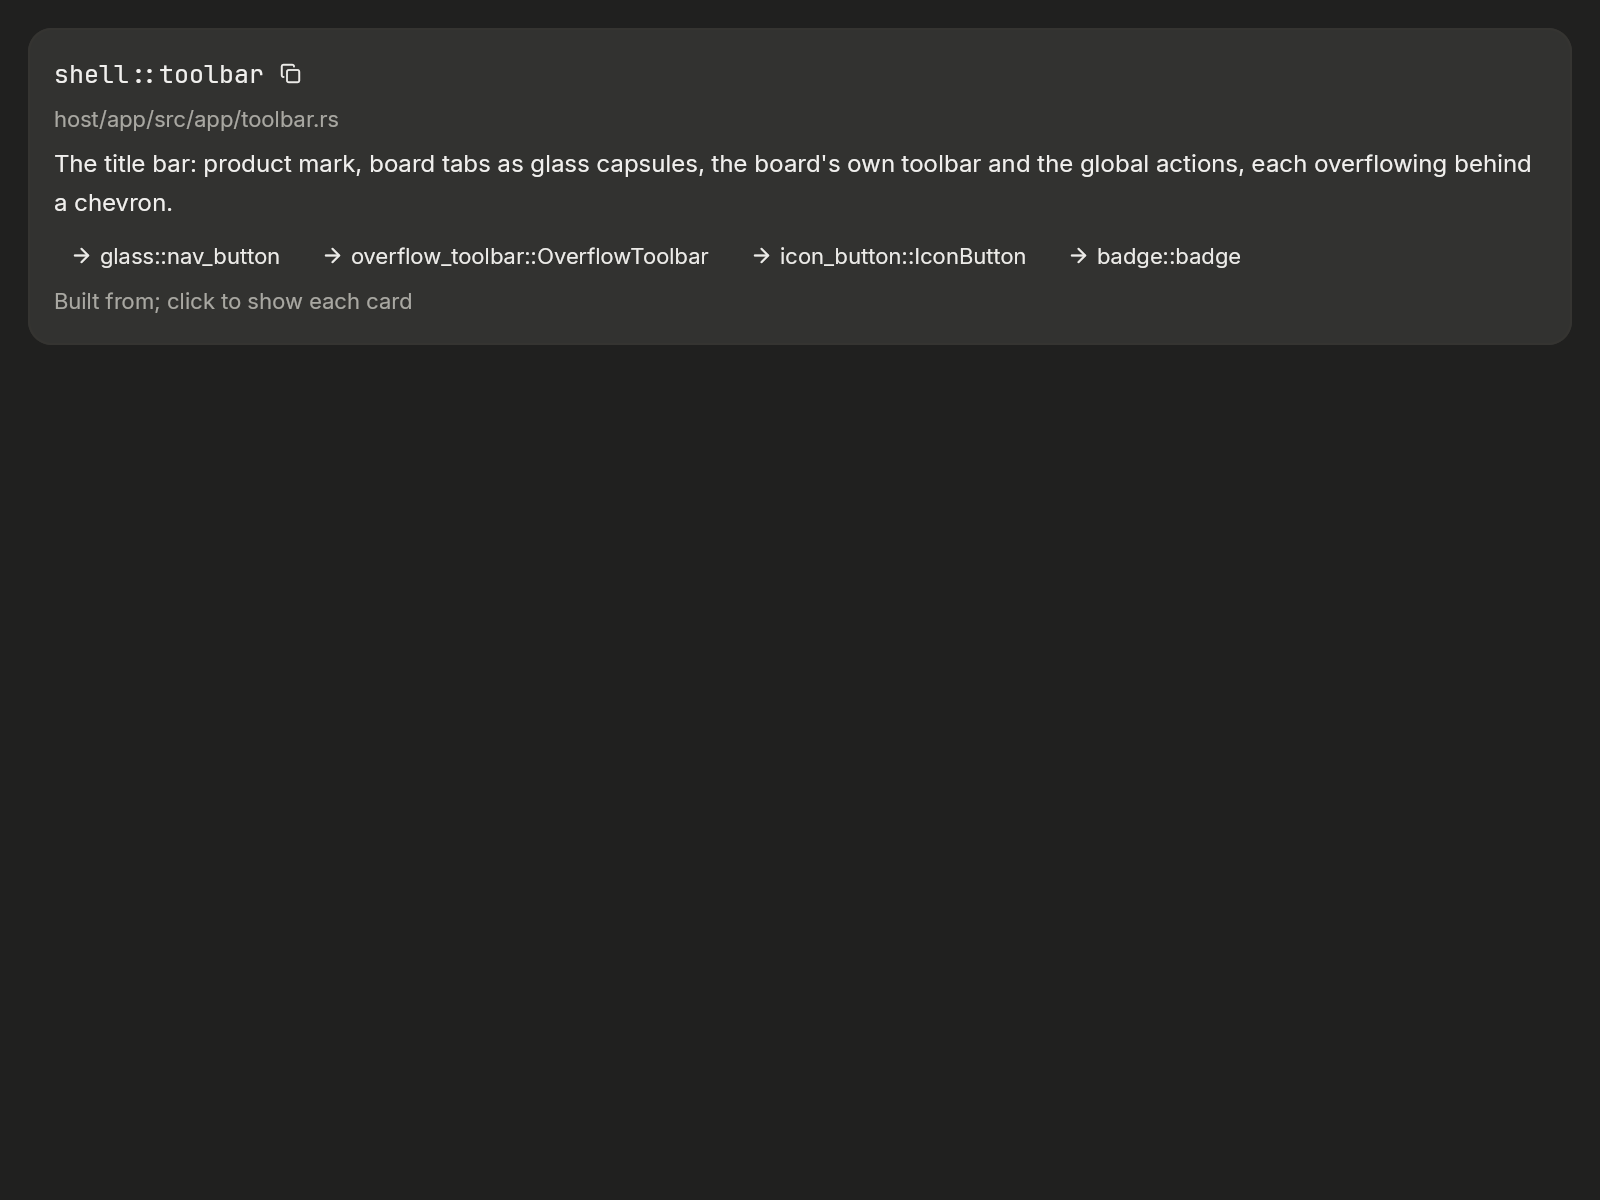 shell::toolbar
host/app/src/app/toolbar.rs
The title bar: product mark, board tabs as glass capsules, the board's own toolbar and the global actions, each overflowing behind
a chevron.
→ glass::nav_button → overflow_toolbar::OverflowToolbar → icon_button::IconButton → badge::badge
Built from; click to show each card